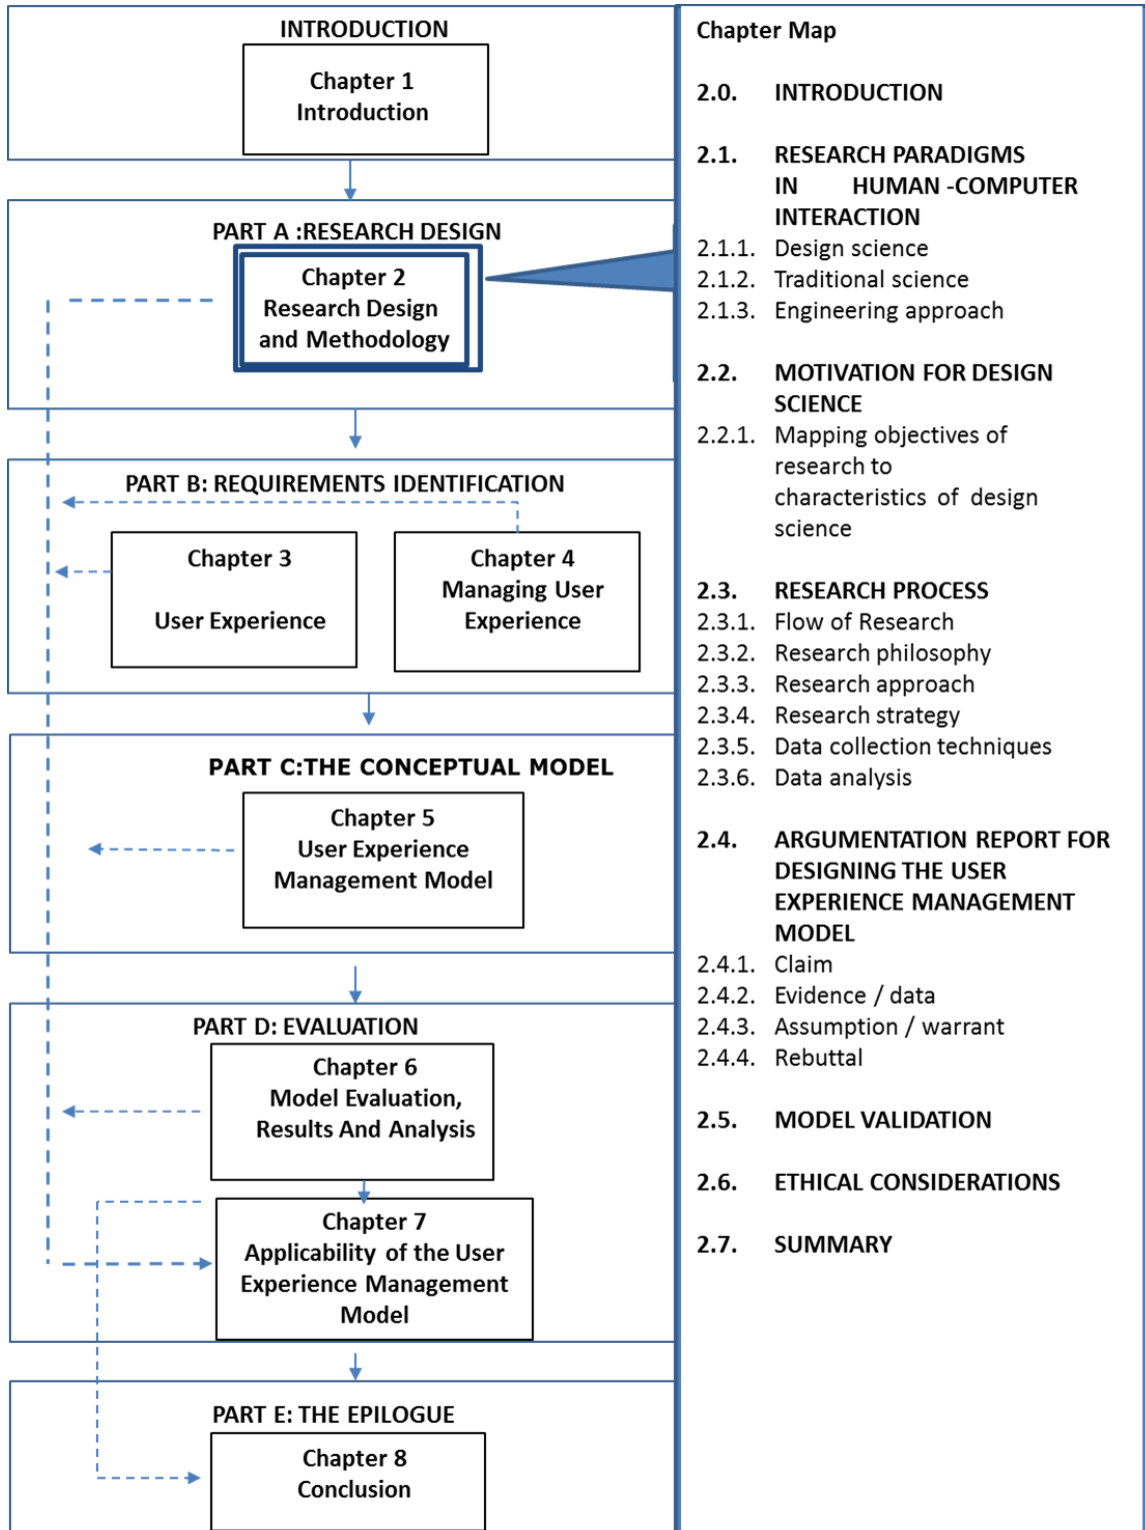 INTRODUCTION
Chapter 1
Introduction
PART A :RESEARCH DESIGN
Chapter 2
Research Design
and Methodology
PART B: REQUIREMENTS IDENTIFICATION
Chapter 3
User Experience
Chapter 4
Managing User
Experience
PART C:THE CONCEPTUAL MODEL
Chapter 5
User Experience
Management Model
PART D: EVALUATION
Chapter 6
Model Evaluation,
Results And Analysis
Chapter 7
Applicability of the User
Experience Management
Model
PART E: THE EPILOGUE
Chapter 8
Conclusion
Chapter Map
2.0. INTRODUCTION
2.1. RESEARCH PARADIGMS
IN HUMAN -COMPUTER
INTERACTION
2.1.1. Design science
2.1.2. Traditional science
2.1.3. Engineering approach
2.2. MOTIVATION FOR DESIGN
SCIENCE
2.2.1. Mapping objectives of
research to
characteristics of design
science
2.3. RESEARCH PROCESS
2.3.1. Flow of Research
2.3.2. Research philosophy
2.3.3. Research approach
2.3.4. Research strategy
2.3.5. Data collection techniques
2.3.6. Data analysis
2.4. ARGUMENTATION REPORT FOR
DESIGNING THE USER
EXPERIENCE MANAGEMENT
MODEL
2.4.1. Claim
2.4.2. Evidence / data
2.4.3. Assumption / warrant
2.4.4. Rebuttal
2.5. MODEL VALIDATION
2.6. ETHICAL CONSIDERATIONS
2.7. SUMMARY